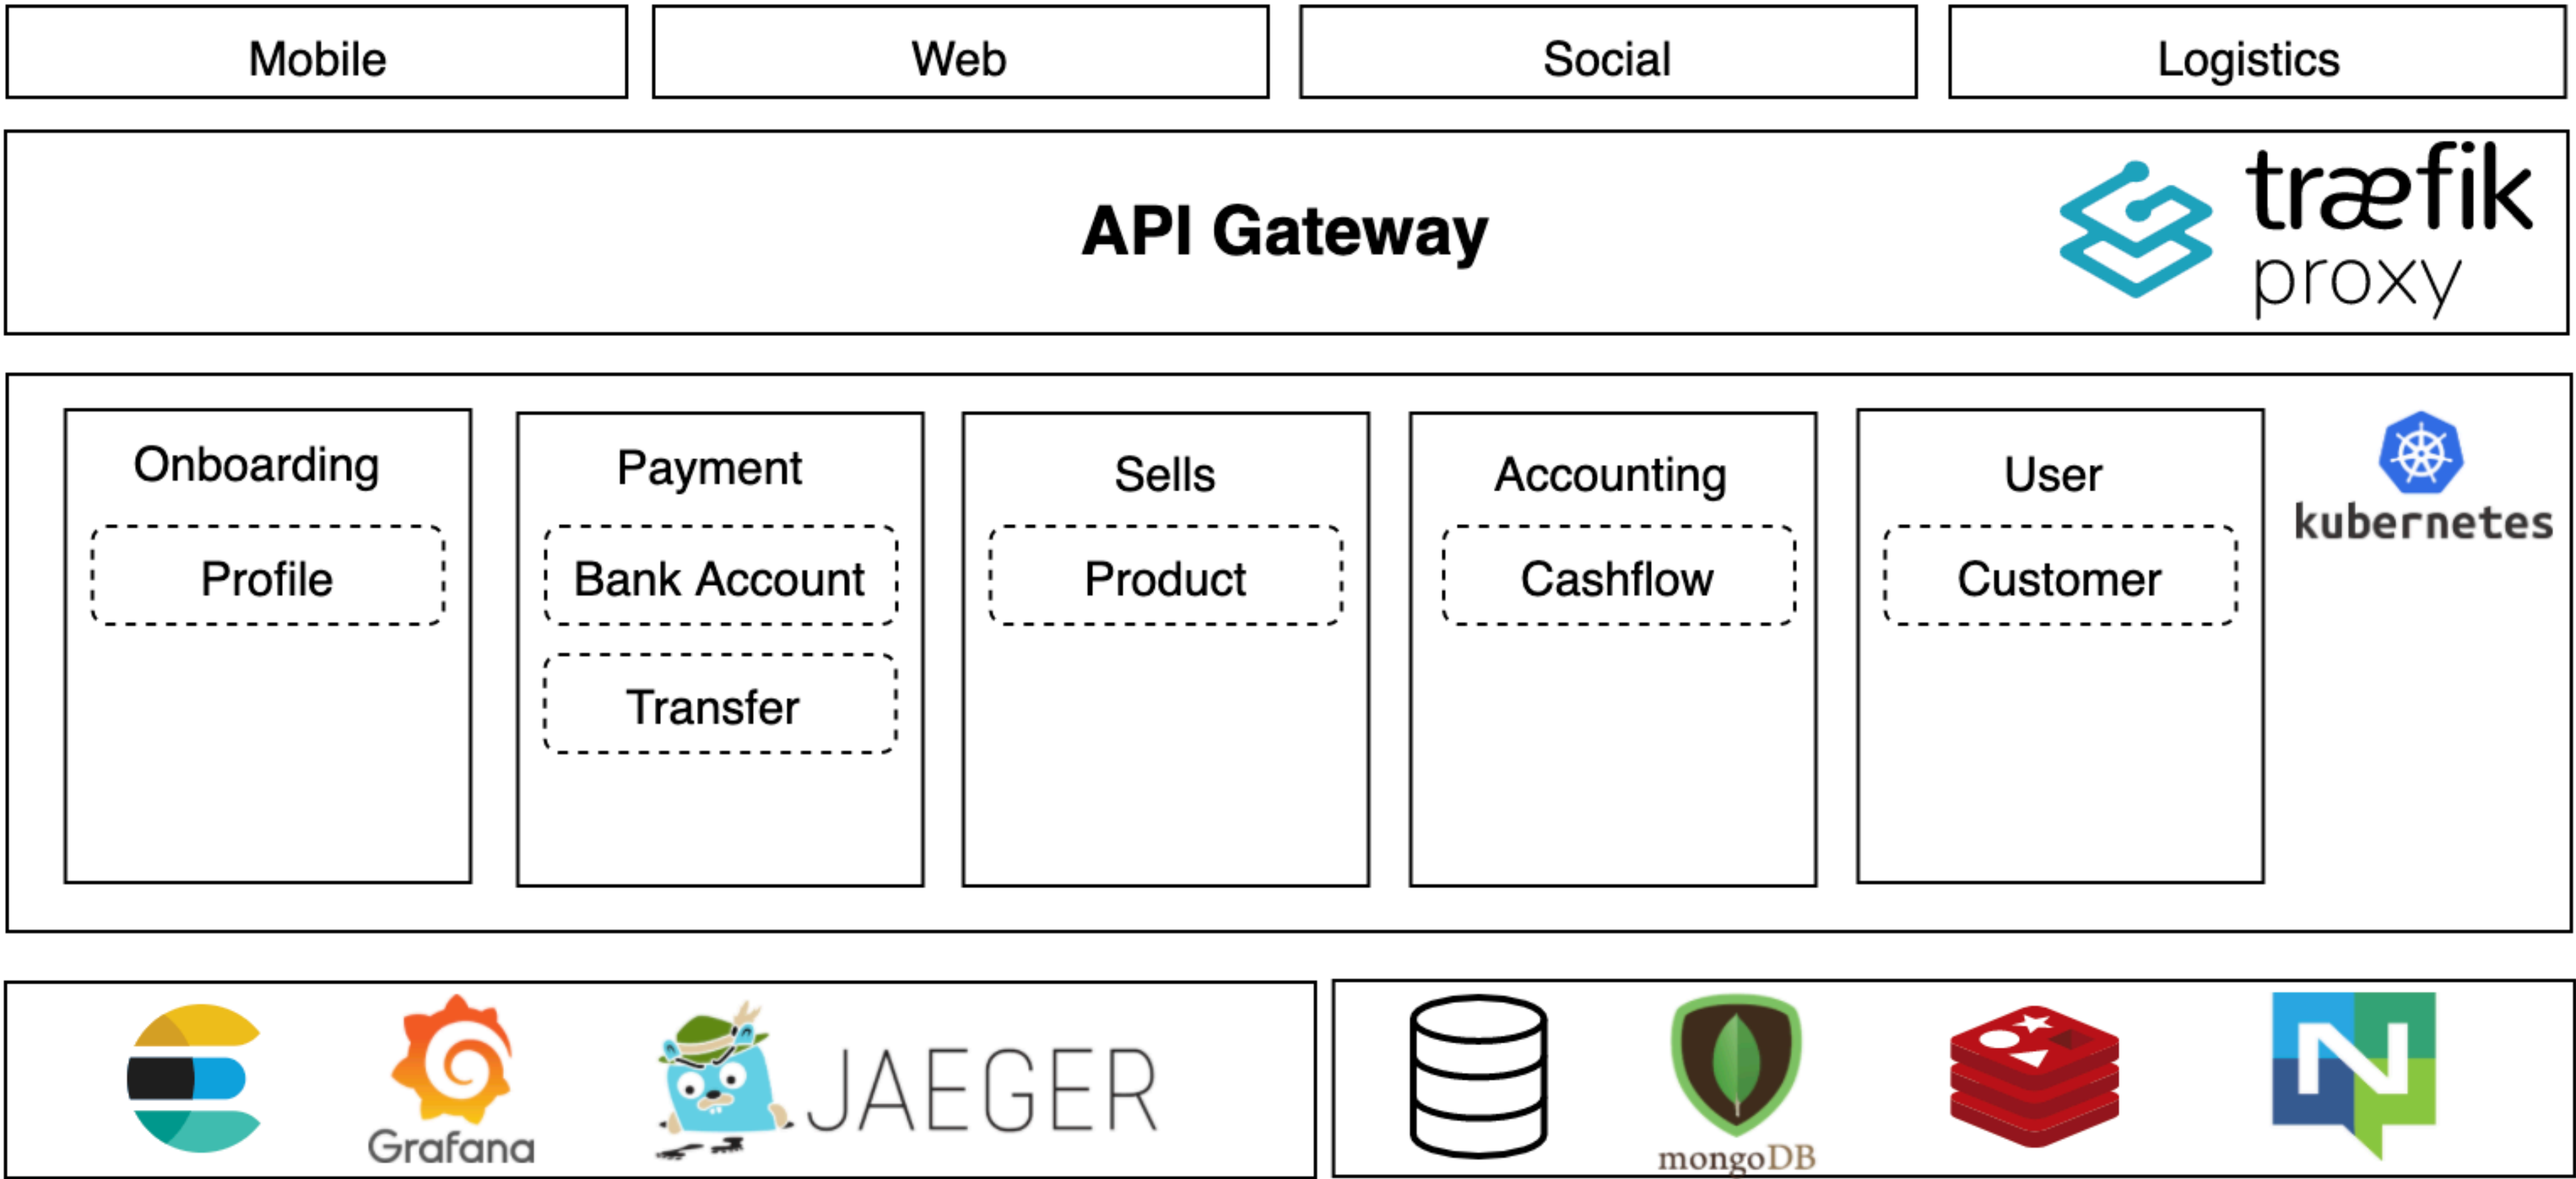 Mobile
Web
Social
Logistics
API Gateway
træfik
proxy
Onboarding
Profile
Payment
Bank Account
Transfer
Sells
Product
Accounting
Cashflow
User
Customer
kubernetes
Grafana
JAEGER
mongoDB
N